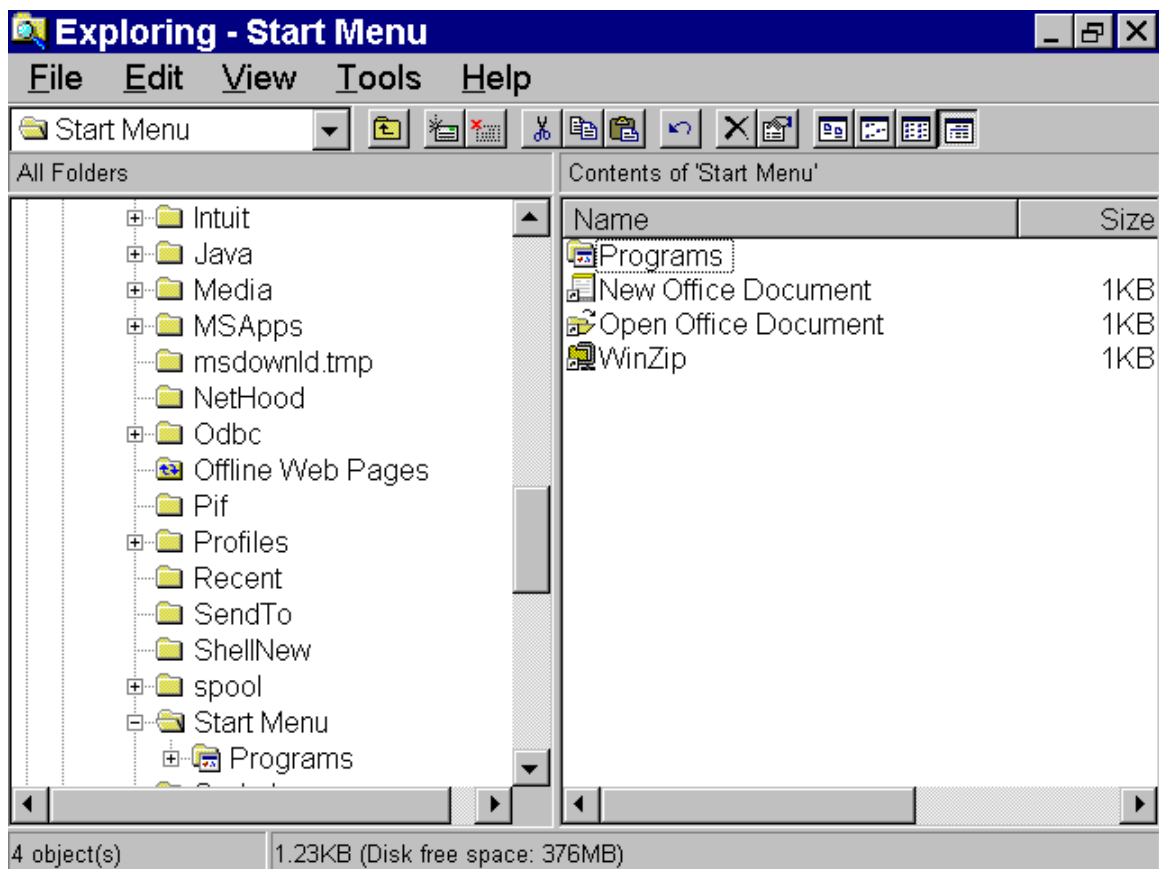 Exploring - Start Menu
File Edit View Tools Help
Start Menu
All Folders
Contents of 'Start Menu'
Intuit
Java
Media
MSApps
msdownld.tmp
NetHood
Odbc
Offline Web Pages
Pif
Profiles
Recent
SendTo
ShellNew
spool
Start Menu
Programs
Name Size
Programs
New Office Document 1KB
Open Office Document 1KB
WinZip 1KB
4 object(s) 1.23KB (Disk free space: 376MB)